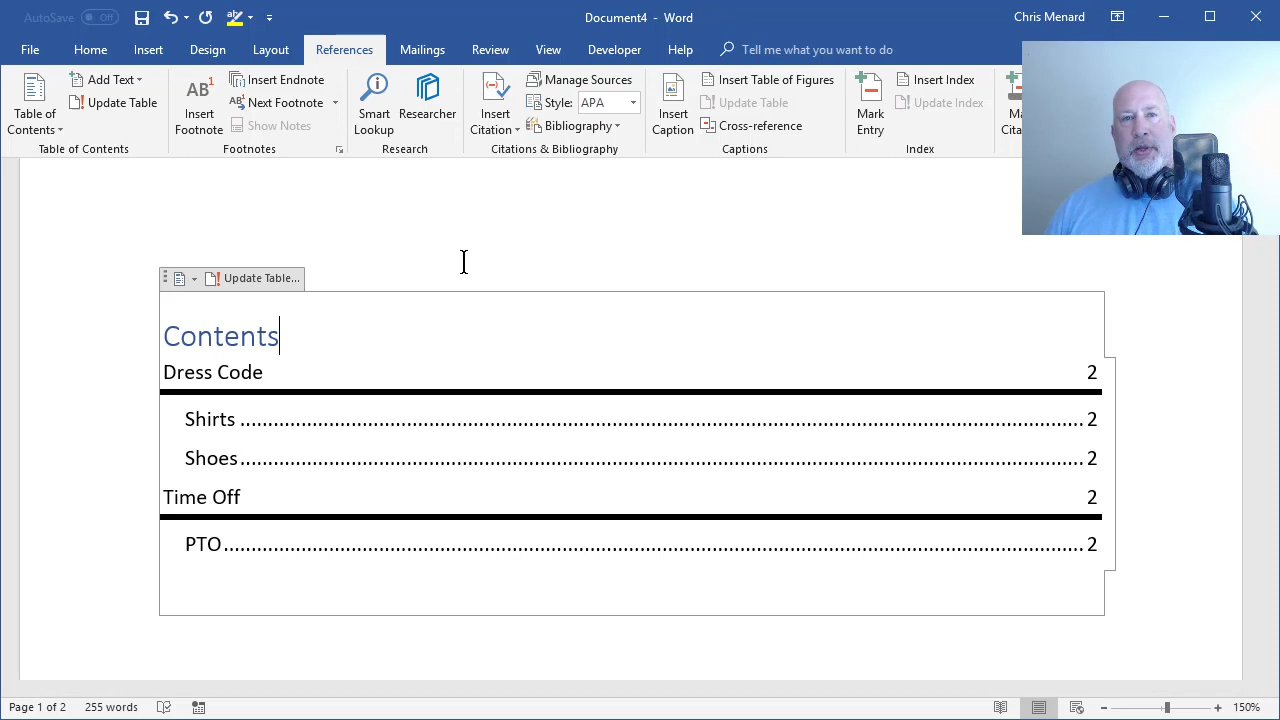 AutoSave Off Document4 - Word Chris Menard
File Home Insert Design Layout References Mailings Review View Developer Help Tell me what you want to do
Table of Contents
Add Text
Update Table
Table of Contents
AB1
Insert Footnote
Insert Endnote
Next Footnote
Show Notes
Footnotes
Smart Lookup
Researcher
Research
Insert Citation
Manage Sources
Style: APA
Bibliography
Citations & Bibliography
Insert Caption
Insert Table of Figures
Update Table
Cross-reference
Captions
Mark Entry
Insert Index
Update Index
Index
Update Table...
Contents
Dress Code 2
Shirts 2
Shoes 2
Time Off 2
PTO 2
Page 1 of 2 255 words 150%